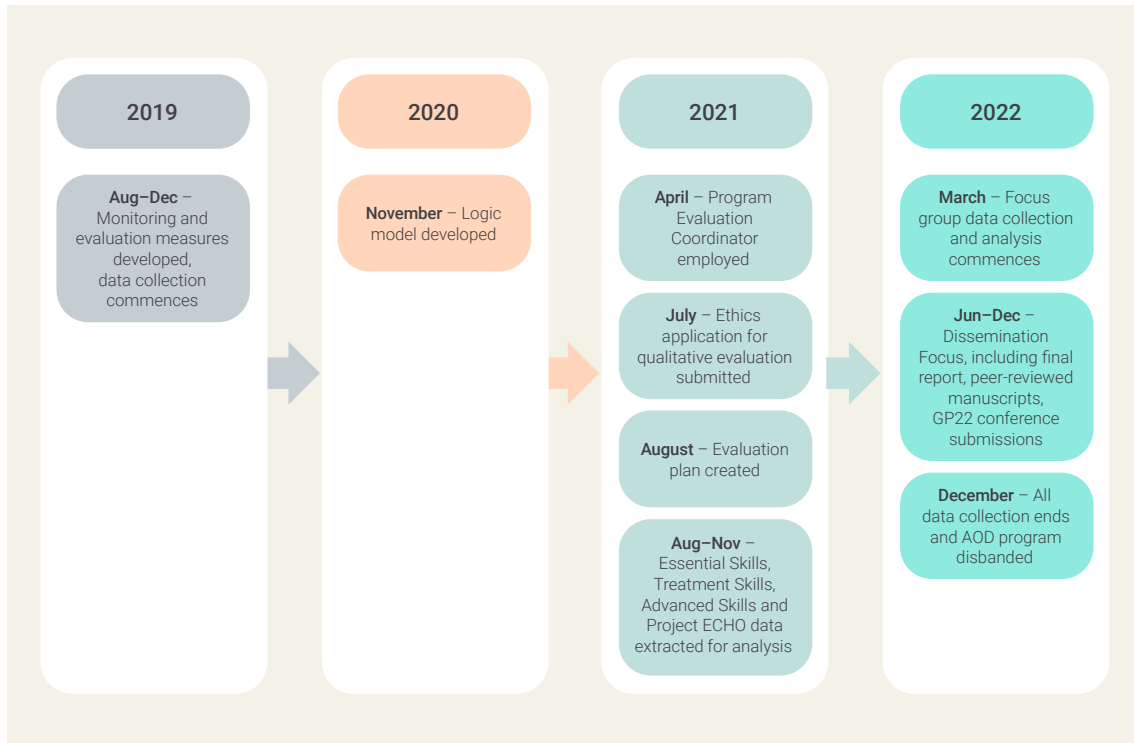 2019
Aug–Dec –
Monitoring and
evaluation measures
developed,
data collection
commences
2020
November – Logic
model developed
2021
April – Program
Evaluation
Coordinator
employed
July – Ethics
application for
qualitative evaluation
submitted
August – Evaluation
plan created
Aug–Nov –
Essential Skills,
Treatment Skills,
Advanced Skills and
Project ECHO data
extracted for analysis
2022
March – Focus
group data collection
and analysis
commences
Jun–Dec –
Dissemination
Focus, including final
report, peer-reviewed
manuscripts,
GP22 conference
submissions
December – All
data collection ends
and AOD program
disbanded